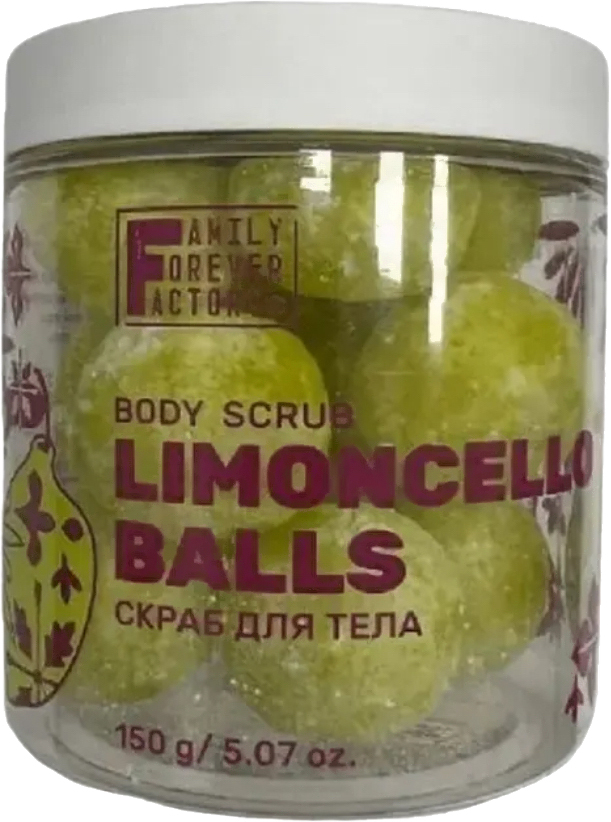 FAMILY
FOREVER
FACTORY
BODY SCRUB
LIMONCELLO
BALLS
СКРАБ ДЛЯ ТЕЛА
150 g/ 5.07 oz.